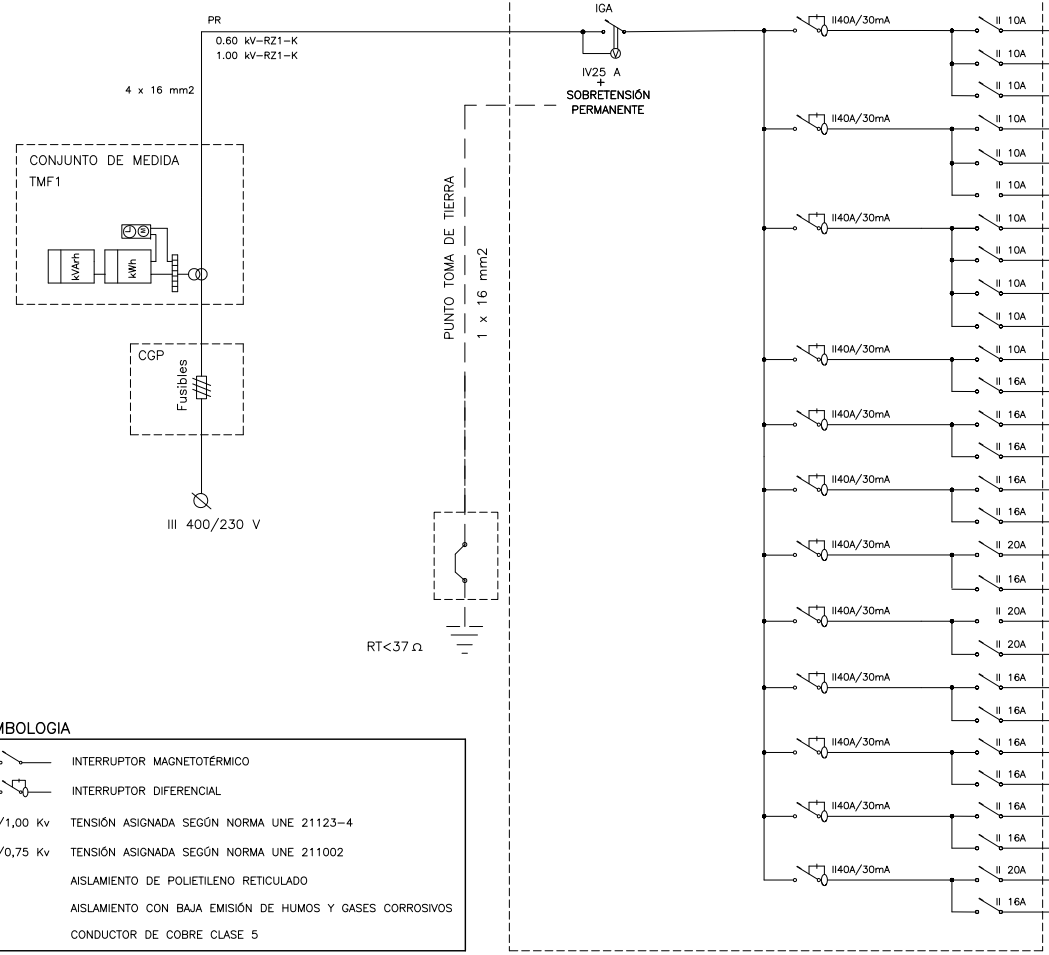 PR
0.60 kV-RZ1-K
1.00 kV-RZ1-K
4 x 16 mm2
CONJUNTO DE MEDIDA
TMF1
kVArh
kWh
M
CGP
Fusibles
III 400/230 V
IGA
V
IV25 A
+
SOBRETENSIÓN
PERMANENTE
PUNTO TOMA DE TIERRA
1 x 16 mm2
RT<37 Ω
II40A/30mA
II 10A
II 10A
II 10A
II40A/30mA
II 10A
II 10A
II 10A
II40A/30mA
II 10A
II 10A
II 10A
II 10A
II40A/30mA
II 10A
II 16A
II40A/30mA
II 16A
II 16A
II40A/30mA
II 16A
II 16A
II40A/30mA
II 20A
II 16A
II40A/30mA
II 20A
II 20A
II40A/30mA
II 16A
II 16A
II40A/30mA
II 16A
II 16A
II40A/30mA
II 16A
II 16A
II40A/30mA
II 20A
II 16A
MBOLOGIA
INTERRUPTOR MAGNETOTÉRMICO
INTERRUPTOR DIFERENCIAL
/1,00 Kv TENSIÓN ASIGNADA SEGÚN NORMA UNE 21123-4
/0,75 Kv TENSIÓN ASIGNADA SEGÚN NORMA UNE 211002
AISLAMIENTO DE POLIETILENO RETICULADO
AISLAMIENTO CON BAJA EMISIÓN DE HUMOS Y GASES CORROSIVOS
CONDUCTOR DE COBRE CLASE 5